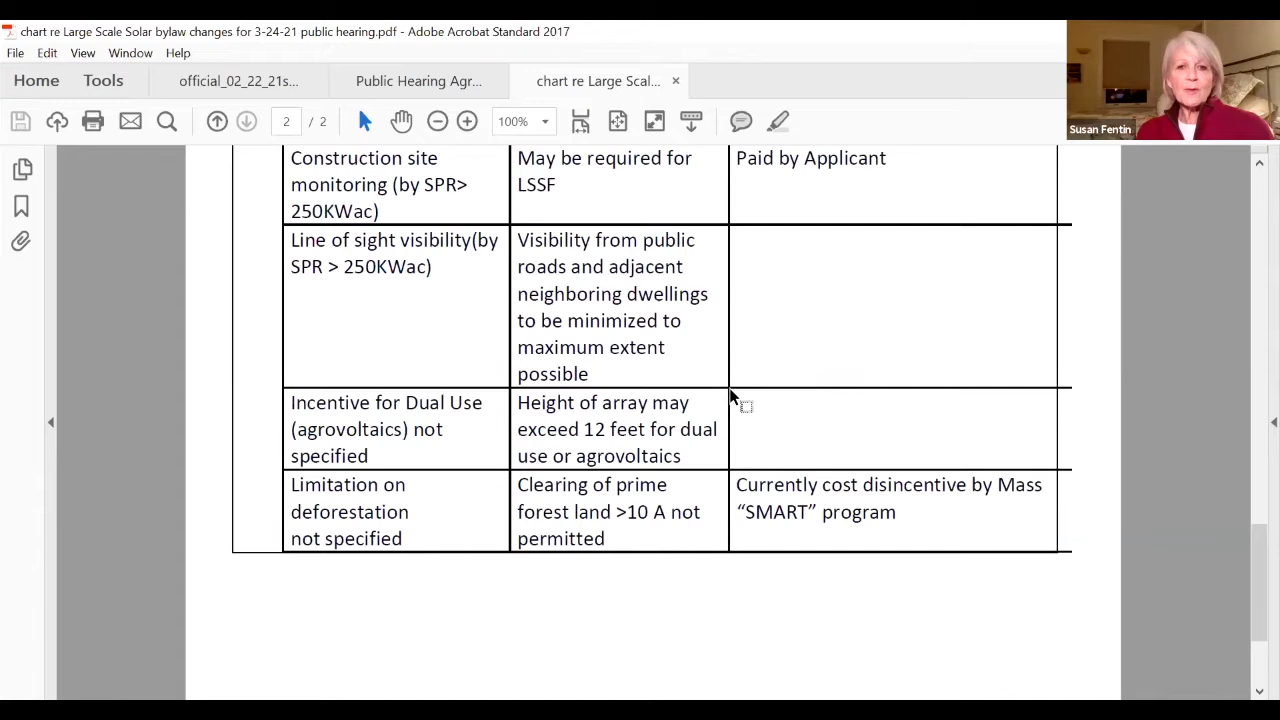 chart re Large Scale Solar bylaw changes for 3-24-21 public hearing.pdf - Adobe Acrobat Standard 2017
File Edit View Window Help
Home Tools official_02_22_21s... Public Hearing Agr... chart re Large Scal... ×
2 / 2 100%
Susan Fentin
Construction site
monitoring (by SPR>
250KWac)
May be required for
LSSF
Paid by Applicant
Line of sight visibility(by
SPR > 250KWac)
Visibility from public
roads and adjacent
neighboring dwellings
to be minimized to
maximum extent
possible
Incentive for Dual Use
(agrovoltaics) not
specified
Height of array may
exceed 12 feet for dual
use or agrovoltaics
Limitation on
deforestation
not specified
Clearing of prime
forest land >10 A not
permitted
Currently cost disincentive by Mass
“SMART” program